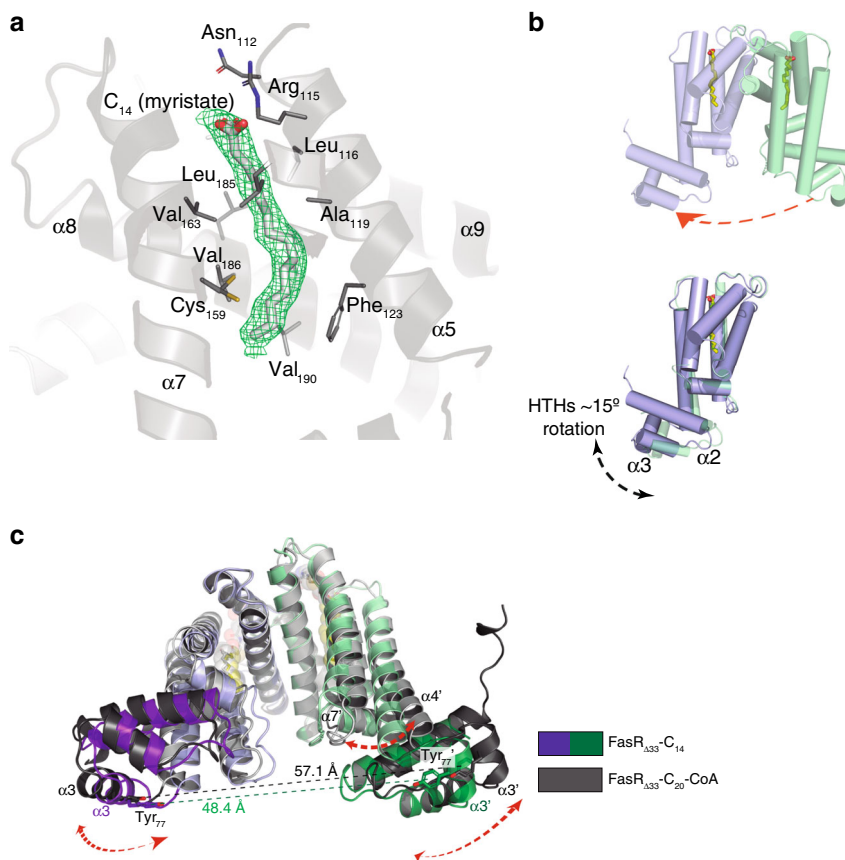 a
Asn112
Arg115
C14 (myristate)
Leu116
Leu185
Ala119
α8
Val163
α9
Val186
Cys159
Phe123
α5
α7
Val190
b
HTHs ~15º
rotation
α3
α2
c
α7'
α4'
Tyr77'
57.1 Å
α3
α3
48.4 Å
Tyr77
α3'
α3'
FasRΔ33-C14
FasRΔ33-C20-CoA